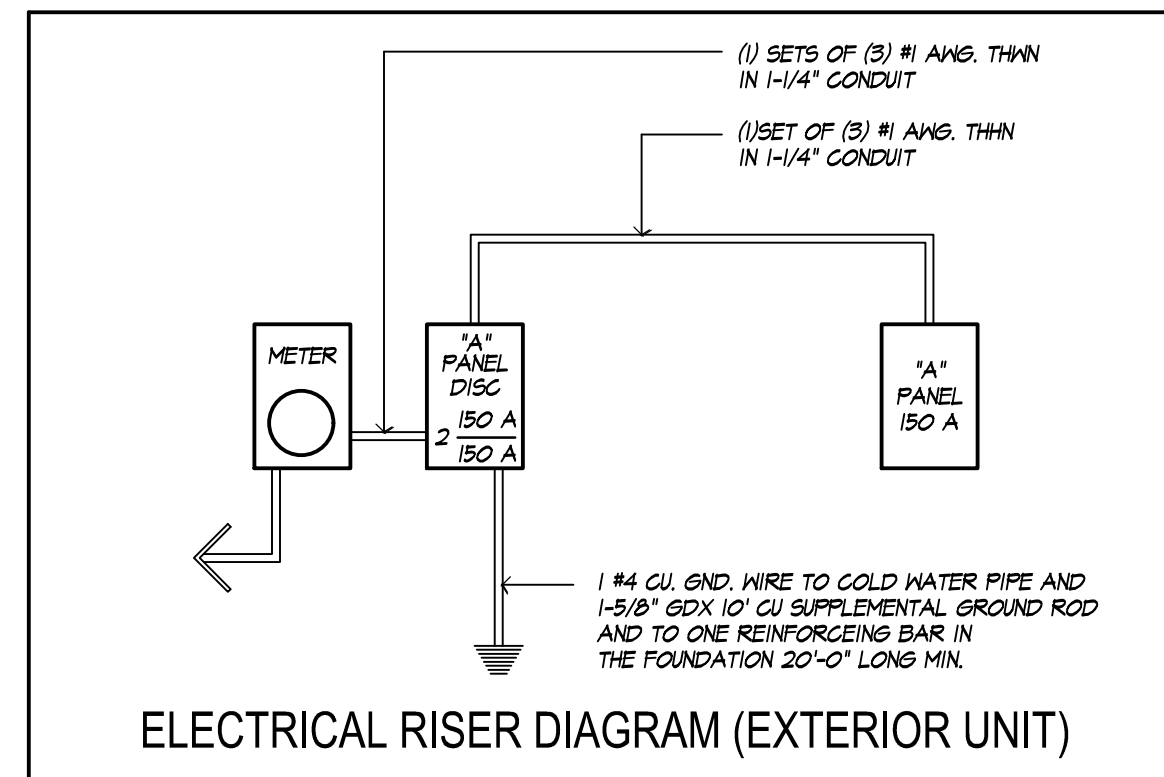 (1) SETS OF (3) #1 AWG. THWN
IN 1-1/4" CONDUIT
(1)SET OF (3) #1 AWG. THHN
IN 1-1/4" CONDUIT
METER
"A"
PANEL
DISC
2 150 A
150 A
"A"
PANEL
150 A
1 #4 CU. GND. WIRE TO COLD WATER PIPE AND
1-5/8" GDX 10' CU SUPPLEMENTAL GROUND ROD
AND TO ONE REINFORCEING BAR IN
THE FOUNDATION 20'-0" LONG MIN.
ELECTRICAL RISER DIAGRAM (EXTERIOR UNIT)